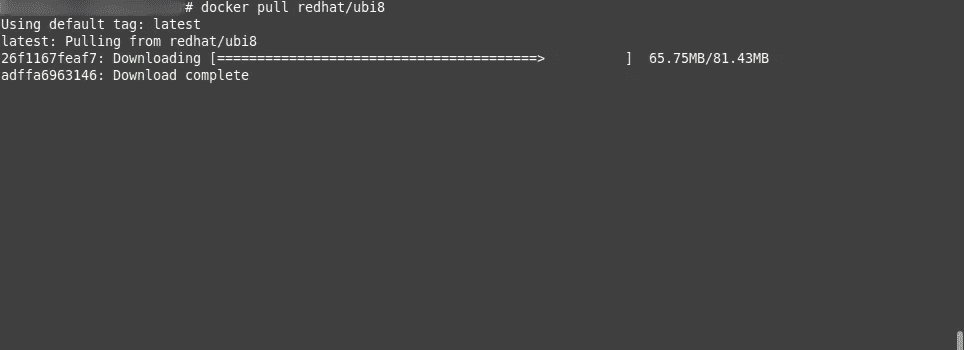 # docker pull redhat/ubi8
Using default tag: latest
latest: Pulling from redhat/ubi8
26f1167feaf7: Downloading [========================================>          ]  65.75MB/81.43MB
adffa6963146: Download complete